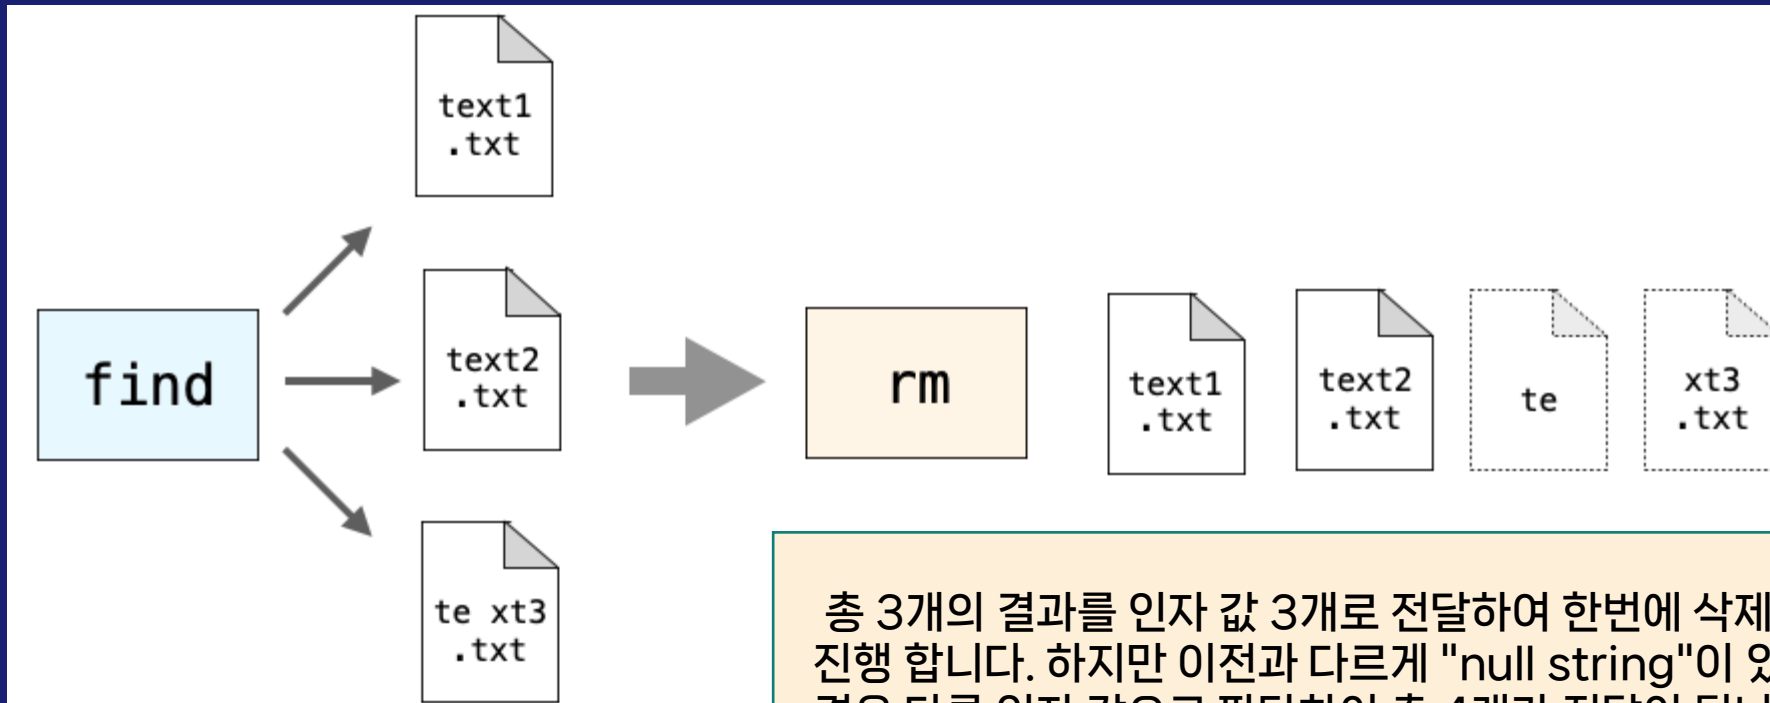 text1
.txt
find
text2
.txt
te xt3
.txt
rm
text1
.txt
text2
.txt
te
xt3
.txt
총 3개의 결과를 인자 값 3개로 전달하여 한번에 삭제
진행 합니다. 하지만 이전과 다르게 "null string"이 있